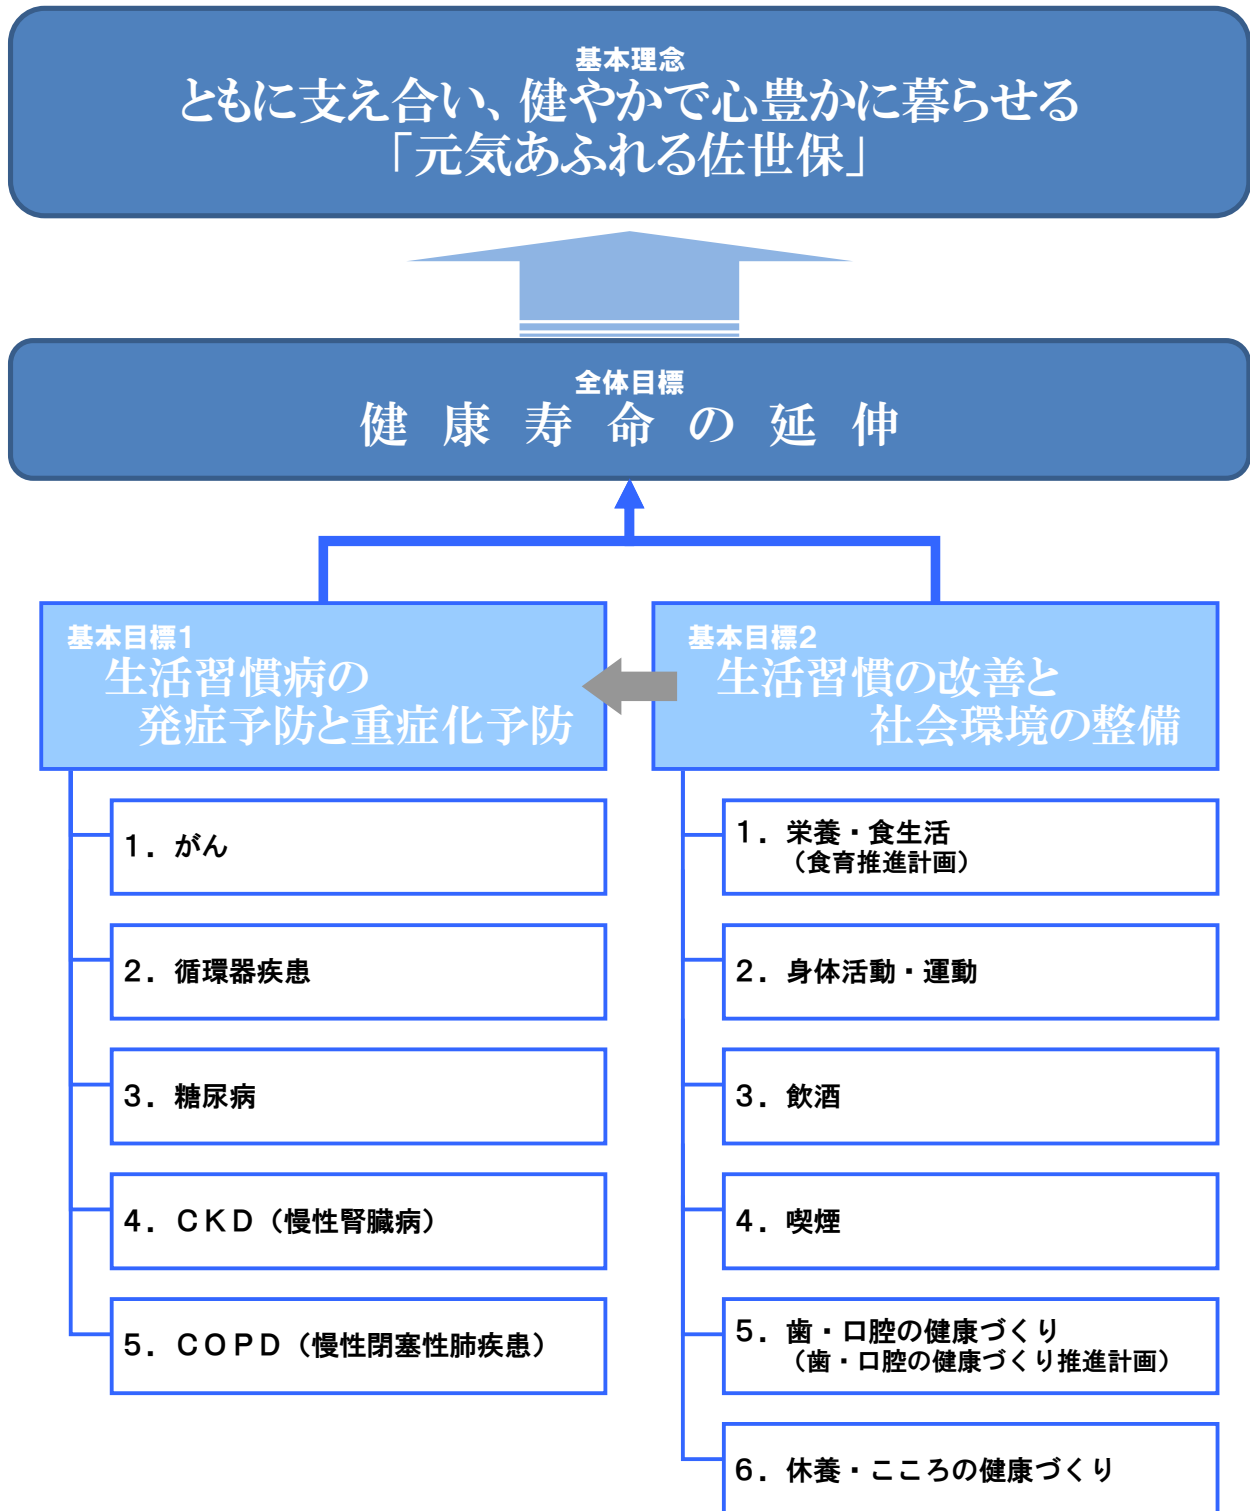 基本理念
ともに支え合い、健やかで心豊かに暮らせる
「元気あふれる佐世保」
全体目標
健康寿命の延伸
基本目標1
生活習慣病の
発症予防と重症化予防
1．がん
2．循環器疾患
3．糖尿病
4．ＣＫＤ（慢性腎臓病）
5．ＣＯＰＤ（慢性閉塞性肺疾患）
基本目標2
生活習慣の改善と
社会環境の整備
1．栄養・食生活
（食育推進計画）
2．身体活動・運動
3．飲酒
4．喫煙
5．歯・口腔の健康づくり
（歯・口腔の健康づくり推進計画）
6．休養・こころの健康づくり